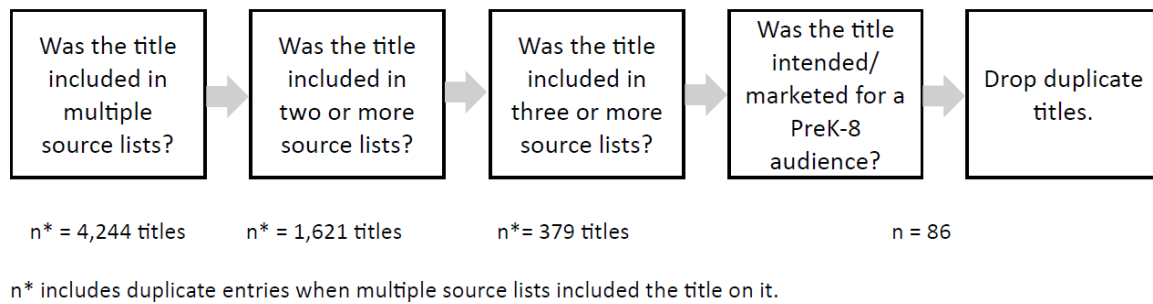 Was the title
included in
multiple
source lists?
Was the title
included in
two or more
source lists?
Was the title
included in
three or more
source lists?
Was the title
intended/
marketed for a
PreK-8
audience?
Drop duplicate
titles.
n* = 4,244 titles
n* = 1,621 titles
n*= 379 titles
n = 86
n* includes duplicate entries when multiple source lists included the title on it.